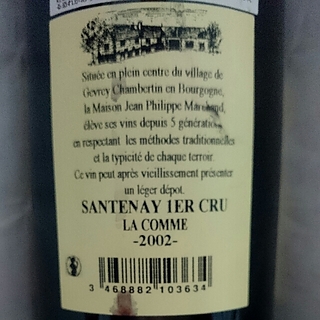 Située en plein centre du village de
Gevrey Chambertin en Bourgogne,
la Maison Jean Philippe Marchand,
élève ses vins depuis 5 générations
en respectant les méthodes traditionnelles
et la typicité de chaque terroir.
Ce vin peut après vieillissement présenter
un léger dépot.
SANTENAY 1ER CRU
LA COMME
-2002-
3 468882 103634